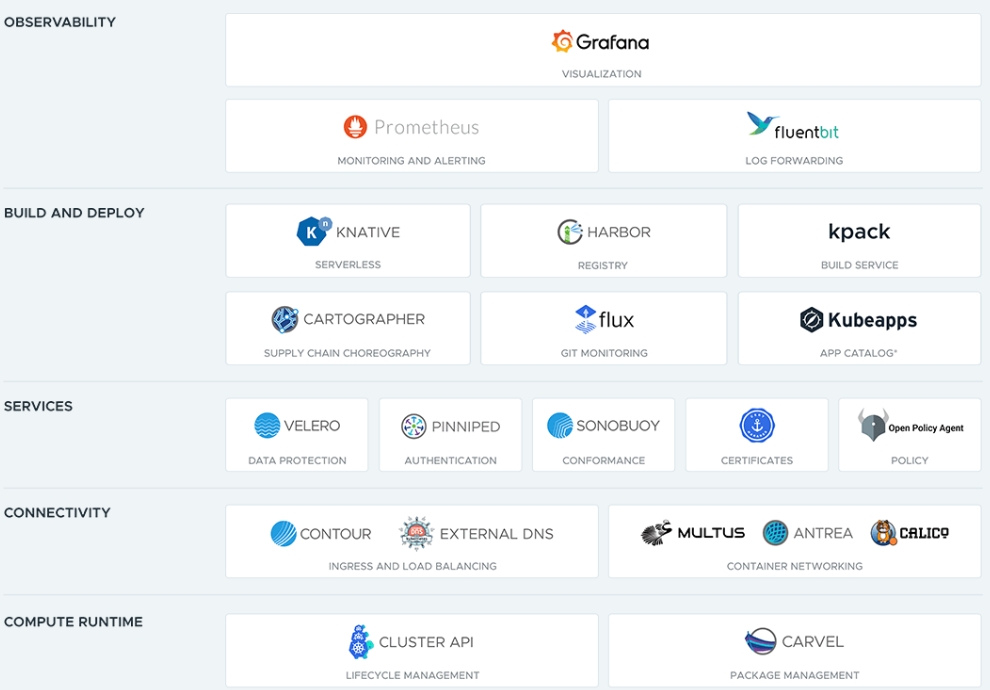 OBSERVABILITY
Grafana
VISUALIZATION
Prometheus
MONITORING AND ALERTING
fluentbit
LOG FORWARDING
BUILD AND DEPLOY
K n KNATIVE
SERVERLESS
HARBOR
REGISTRY
kpack
BUILD SERVICE
CARTOGRAPHER
SUPPLY CHAIN CHOREOGRAPHY
flux
GIT MONITORING
Kubeapps
APP CATALOG*
SERVICES
VELERO
DATA PROTECTION
PINNIPED
AUTHENTICATION
SONOBUOY
CONFORMANCE
CERTIFICATES
Open Policy Agent
POLICY
CONNECTIVITY
CONTOUR
DNS
EXTERNAL DNS
INGRESS AND LOAD BALANCING
MULTUS
ANTREA
CALICO
CONTAINER NETWORKING
COMPUTE RUNTIME
CLUSTER API
LIFECYCLE MANAGEMENT
CARVEL
PACKAGE MANAGEMENT